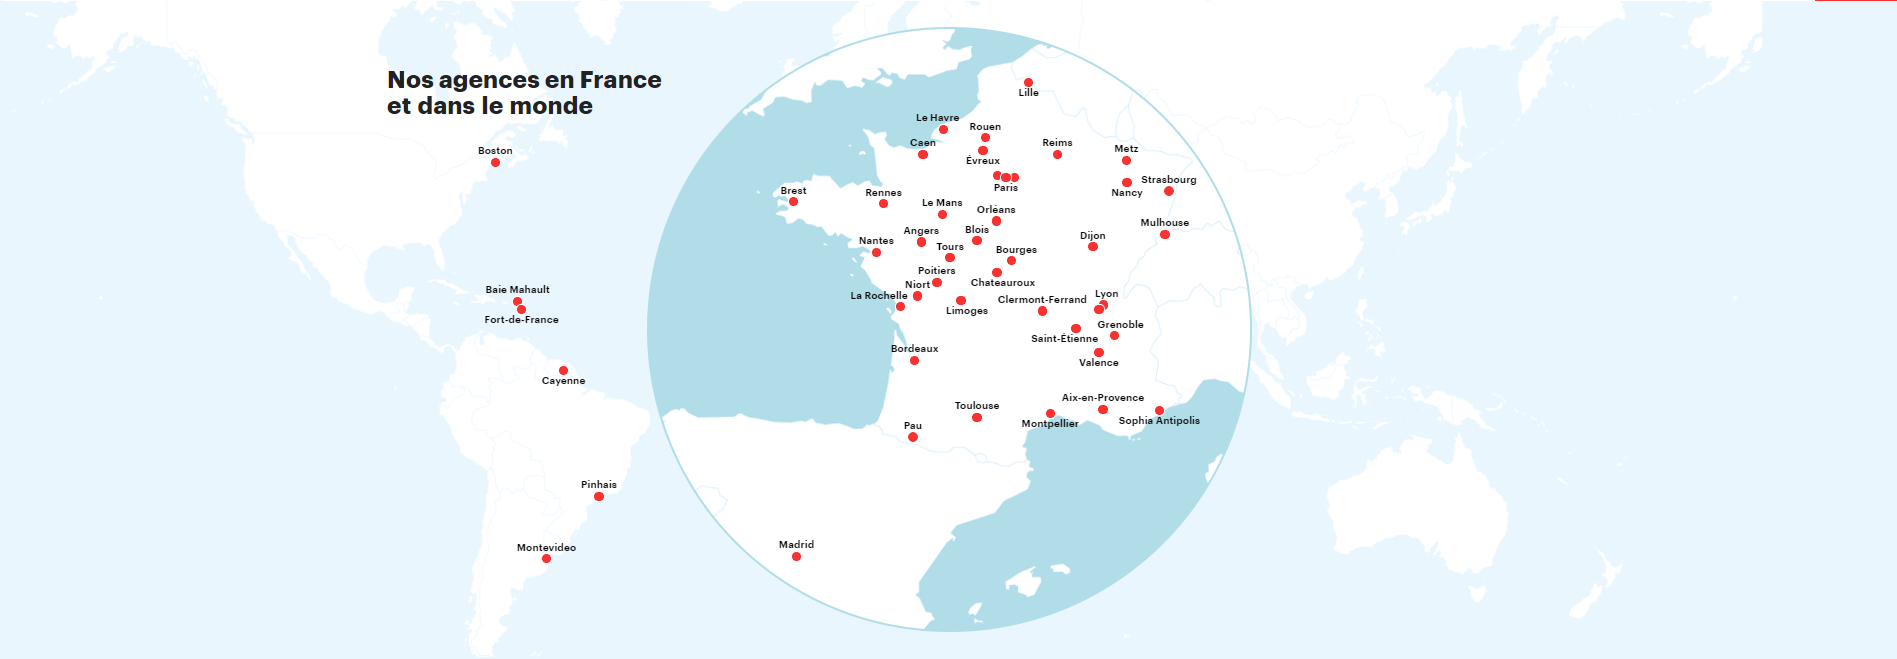 Nos agences en France
et dans le monde
Boston
Baie Mahault
Fort-de-France
Cayenne
Pinhais
Montevideo
Lille
Le Havre
Rouen
Caen
Évreux
Reims
Metz
Paris
Nancy
Strasbourg
Brest
Rennes
Le Mans
Orléans
Mulhouse
Angers
Blois
Dijon
Nantes
Tours
Bourges
Poitiers
Chateauroux
Niort
La Rochelle
Limoges
Clermont-Ferrand
Lyon
Grenoble
Saint-Étienne
Bordeaux
Valence
Aix-en-Provence
Toulouse
Montpellier
Sophia Antipolis
Pau
Madrid